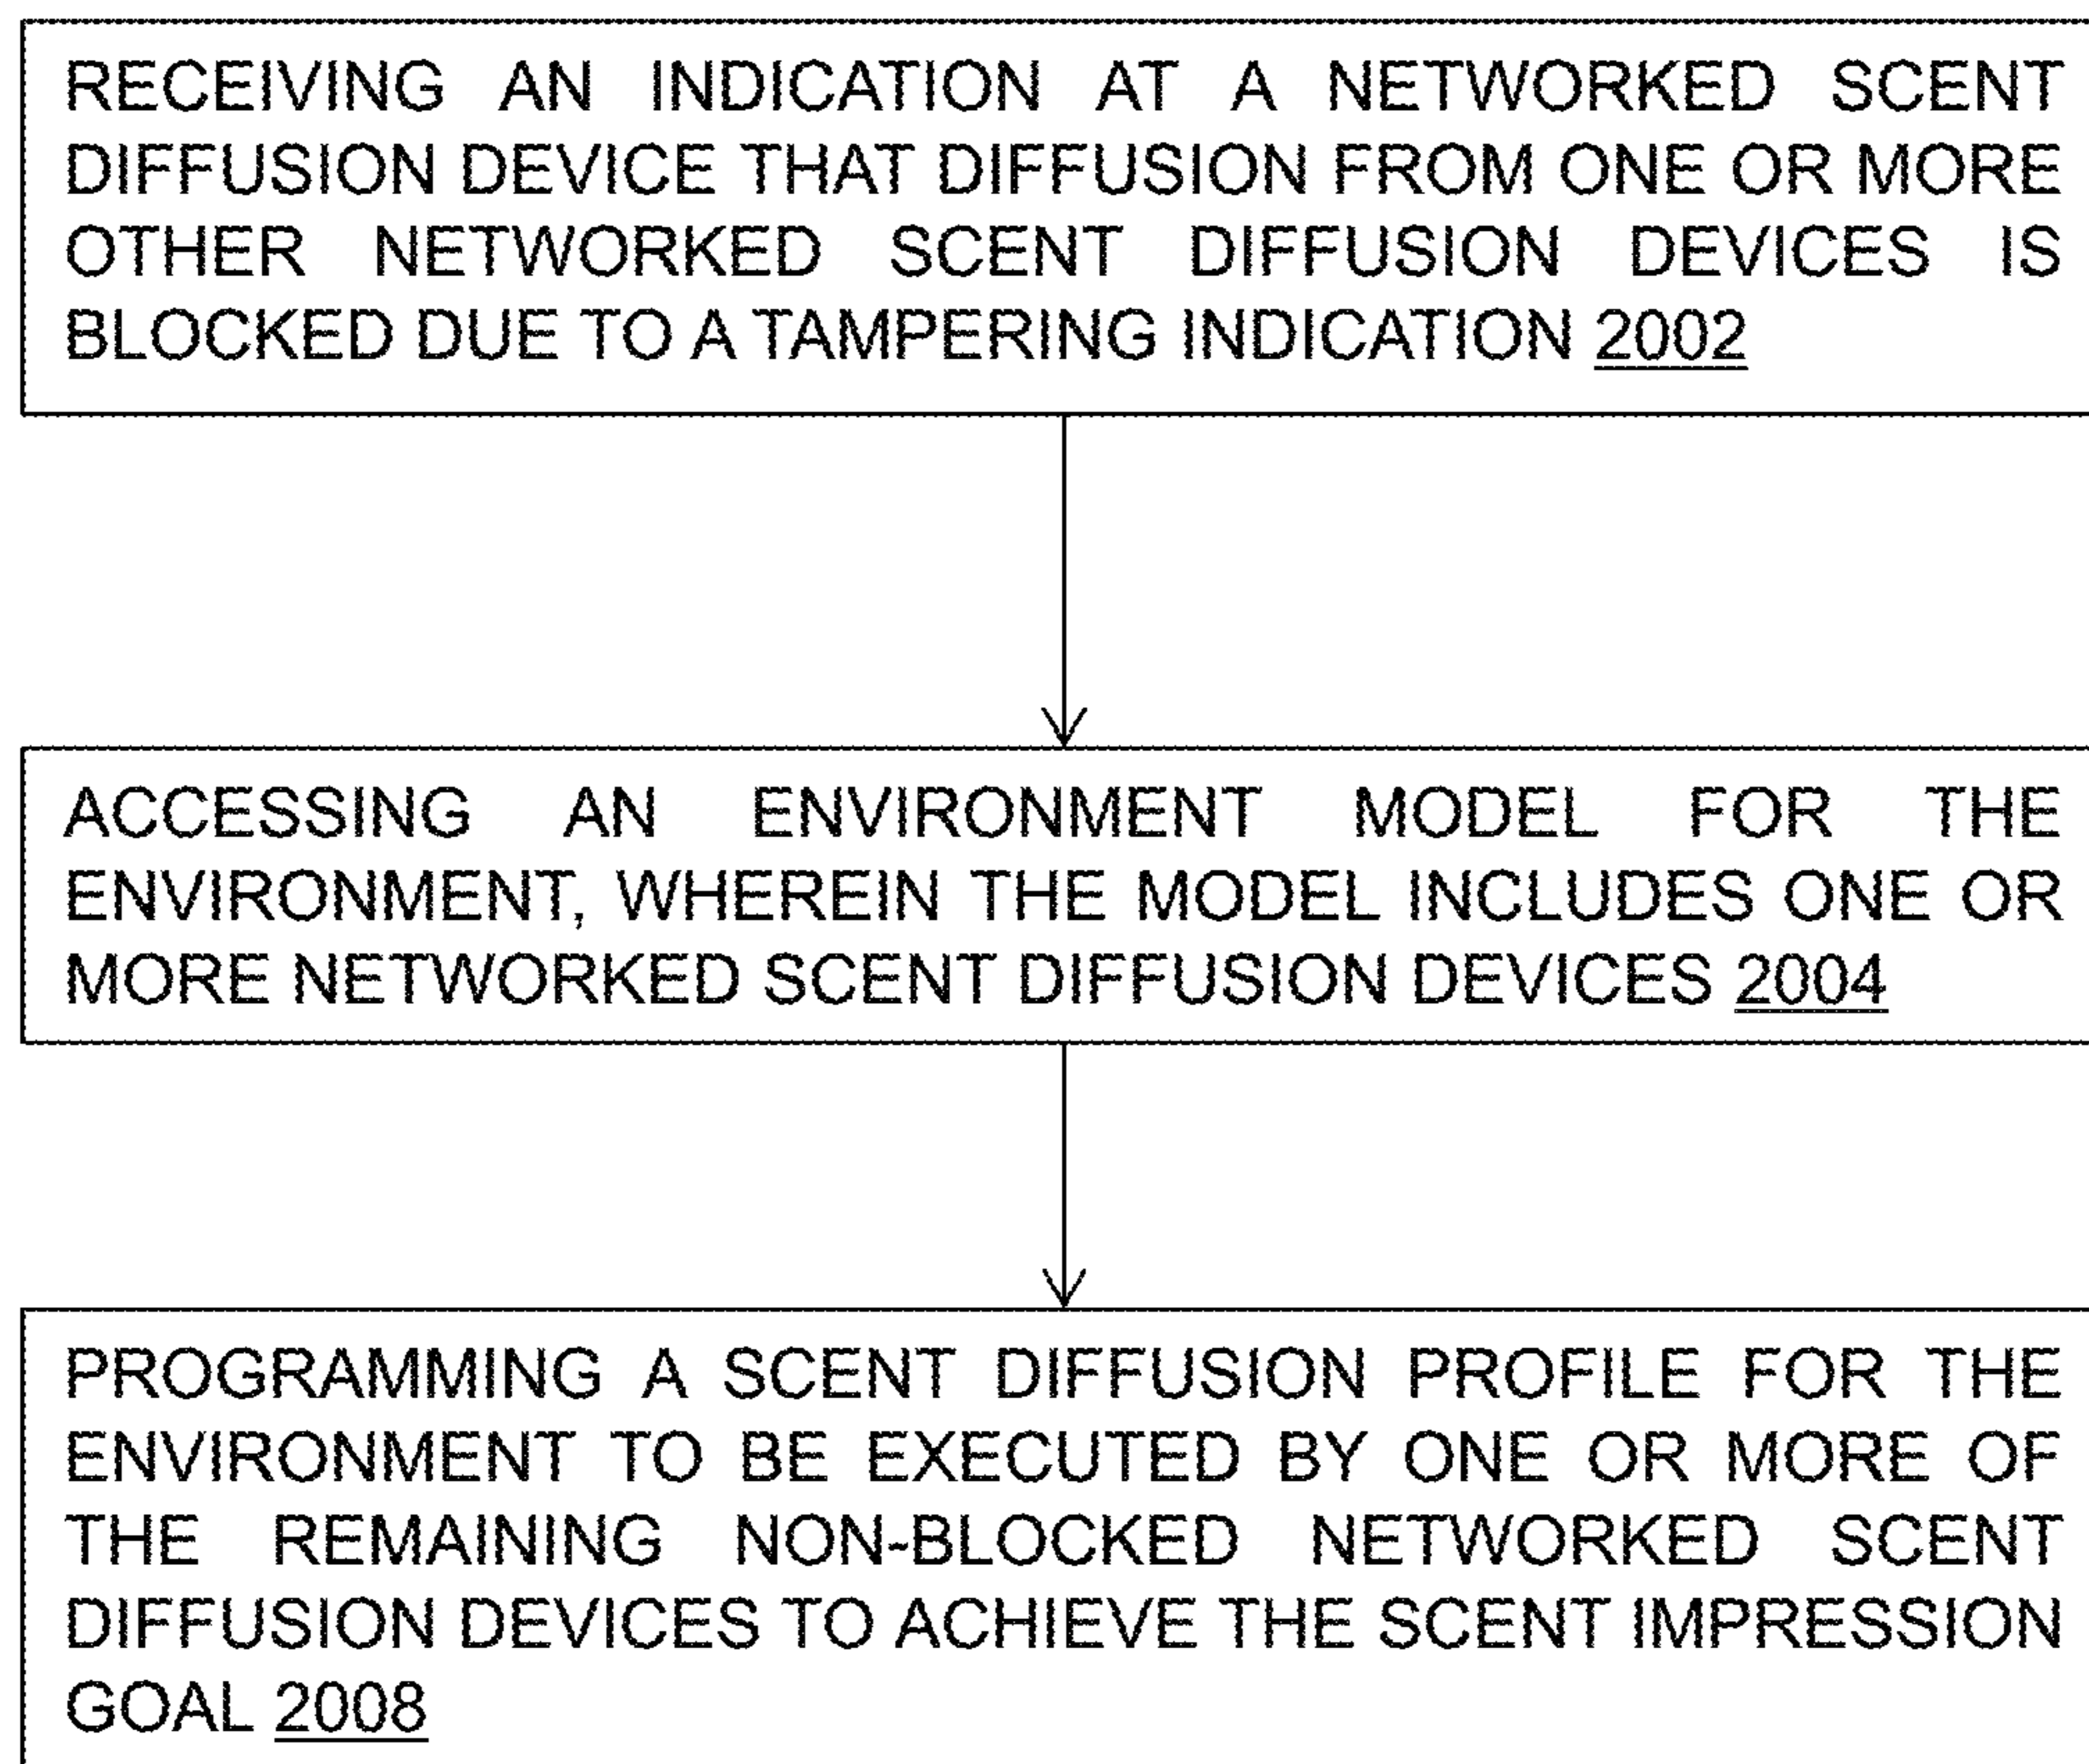 RECEIVING AN INDICATION AT A NETWORKED SCENT
DIFFUSION DEVICE THAT DIFFUSION FROM ONE OR MORE
OTHER NETWORKED SCENT DIFFUSION DEVICES IS
BLOCKED DUE TO A TAMPERING INDICATION 2002
ACCESSING AN ENVIRONMENT MODEL FOR THE
ENVIRONMENT, WHEREIN THE MODEL INCLUDES ONE OR
MORE NETWORKED SCENT DIFFUSION DEVICES 2004
PROGRAMMING A SCENT DIFFUSION PROFILE FOR THE
ENVIRONMENT TO BE EXECUTED BY ONE OR MORE OF
THE REMAINING NON-BLOCKED NETWORKED SCENT
DIFFUSION DEVICES TO ACHIEVE THE SCENT IMPRESSION
GOAL 2008